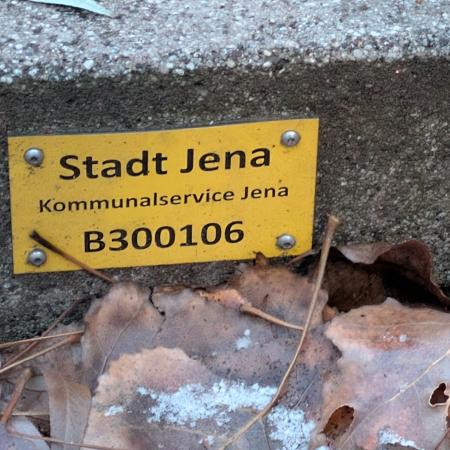 Stadt Jena
Kommunalservice Jena
B300106